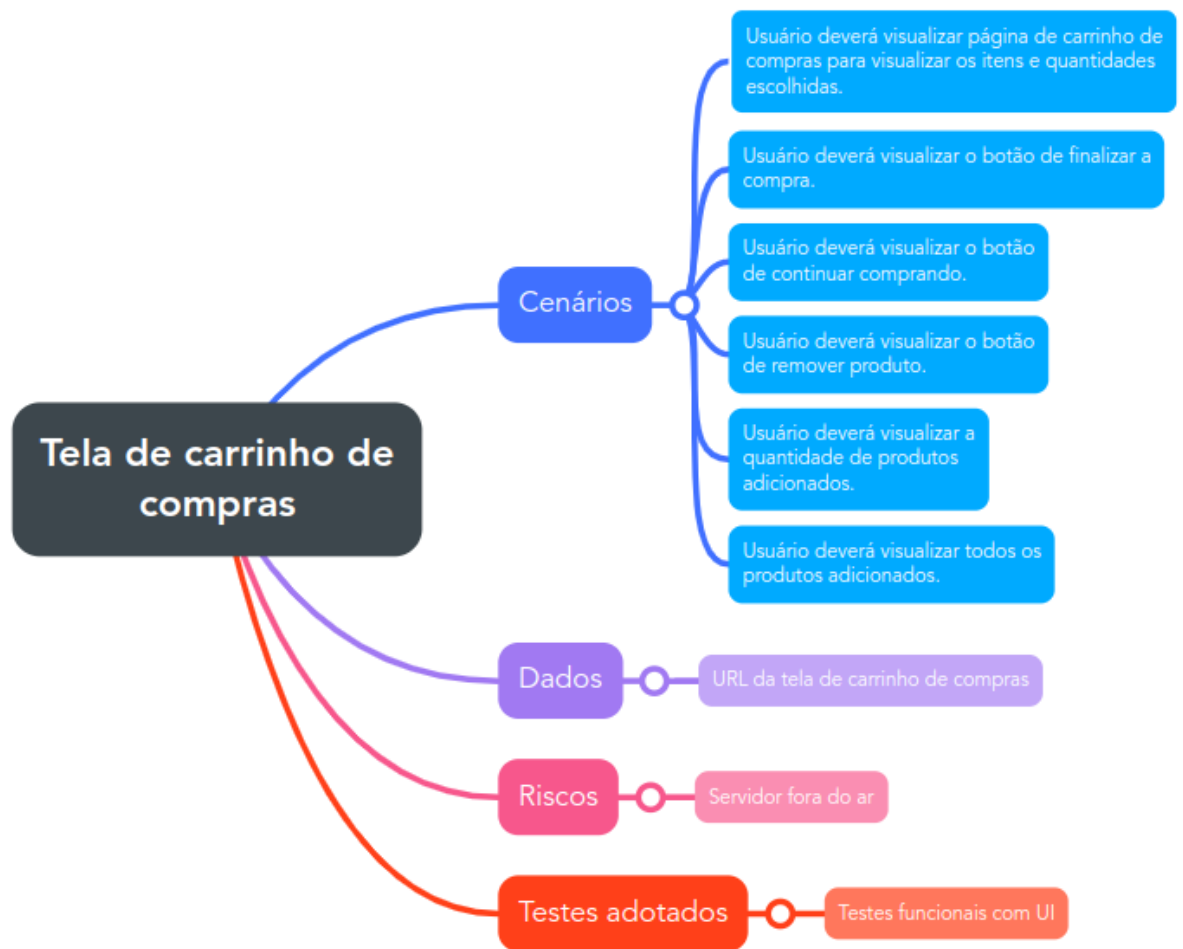 Tela de carrinho de
compras
Cenários
Usuário deverá visualizar página de carrinho de
compras para visualizar os itens e quantidades
escolhidas.
Usuário deverá visualizar o botão de finalizar a
compra.
Usuário deverá visualizar o botão
de continuar comprando.
Usuário deverá visualizar o botão
de remover produto.
Usuário deverá visualizar a
quantidade de produtos
adicionados.
Usuário deverá visualizar todos os
produtos adicionados.
Dados
URL da tela de carrinho de compras
Riscos
Servidor fora do ar
Testes adotados
Testes funcionais com UI